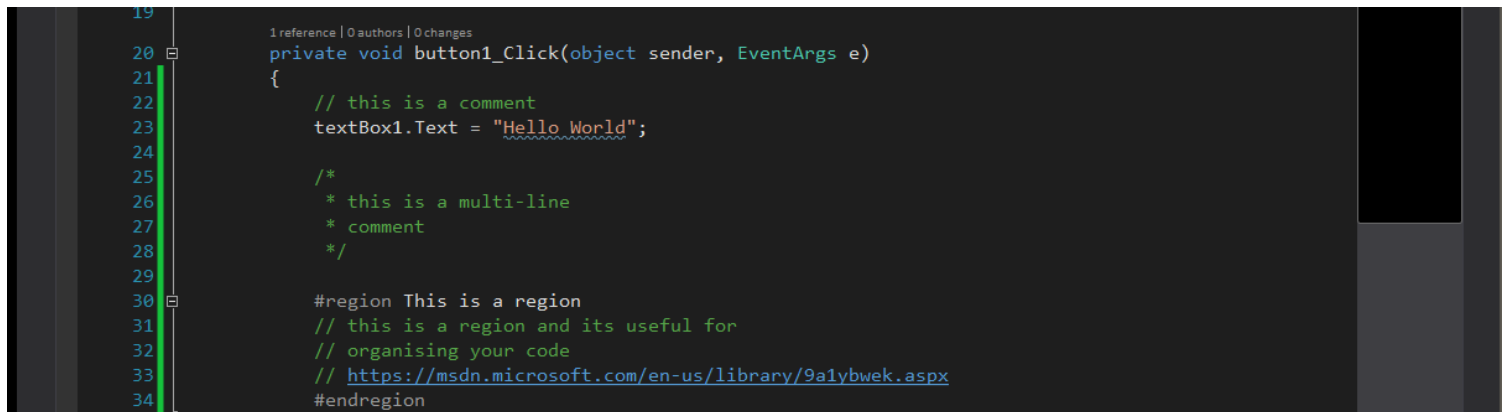 19
1 reference | 0 authors | 0 changes
20 private void button1_Click(object sender, EventArgs e)
21 {
22 // this is a comment
23 textBox1.Text = "Hello World";
24
25 /*
26 * this is a multi-line
27 * comment
28 */
29
30 #region This is a region
31 // this is a region and its useful for
32 // organising your code
33 // https://msdn.microsoft.com/en-us/library/9a1ybwek.aspx
34 #endregion